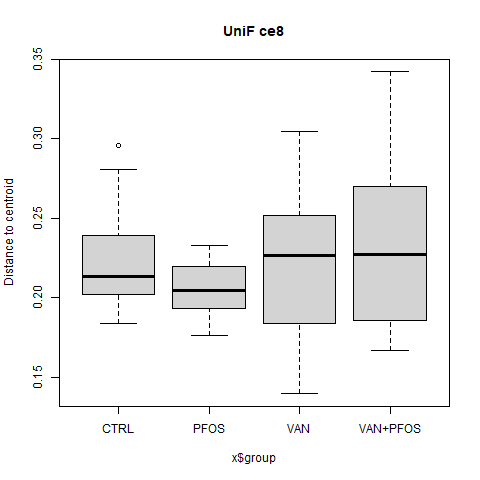 UniF ce8
Distance to centroid
0.35
0.30
0.25
0.20
0.15
CTRL PFOS VAN VAN+PFOS
x$group